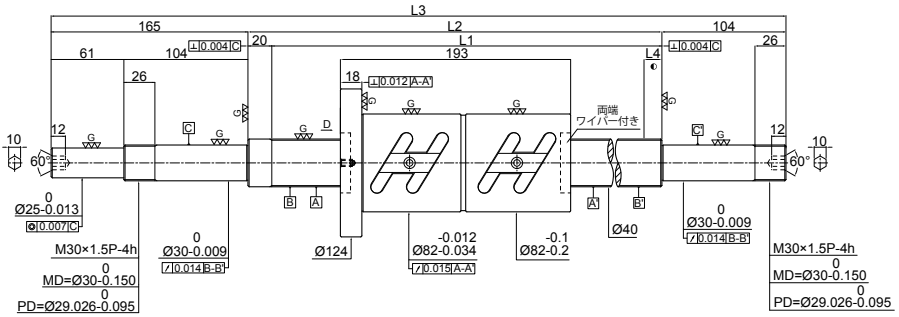 L3
165 L2 104
⊥ 0.004 C 20 L1 ⊥ 0.004 C
61 104 193 L4 26
26 18 ⊥ 0.012 A-A'
G G G G
両端
ワイパー付き
G C G G D C' G
10 12 12 10
60° 60°
B A A' B'
0
Ø25-0.013
◎ 0.007 C
0
Ø30-0.009
↗ 0.014 B-B'
Ø124
-0.012
Ø82-0.034
↗ 0.015 A-A'
-0.1
Ø82-0.2
Ø40
0
Ø30-0.009
↗ 0.014 B-B'
M30×1.5P-4h
0
MD=Ø30-0.150
0
PD=Ø29.026-0.095
M30×1.5P-4h
0
MD=Ø30-0.150
0
PD=Ø29.026-0.095